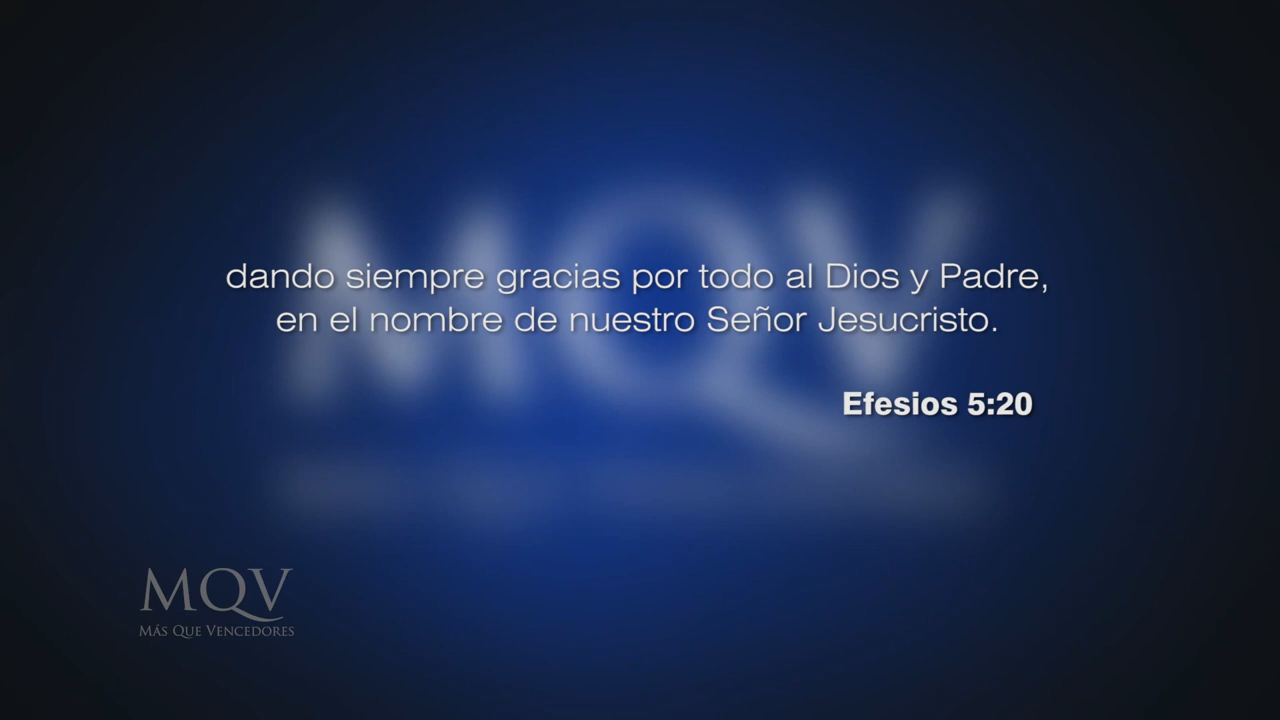 dando siempre gracias por todo al Dios y Padre,
en el nombre de nuestro Señor Jesucristo.
Efesios 5:20
MQV
MÁS QUE VENCEDORES